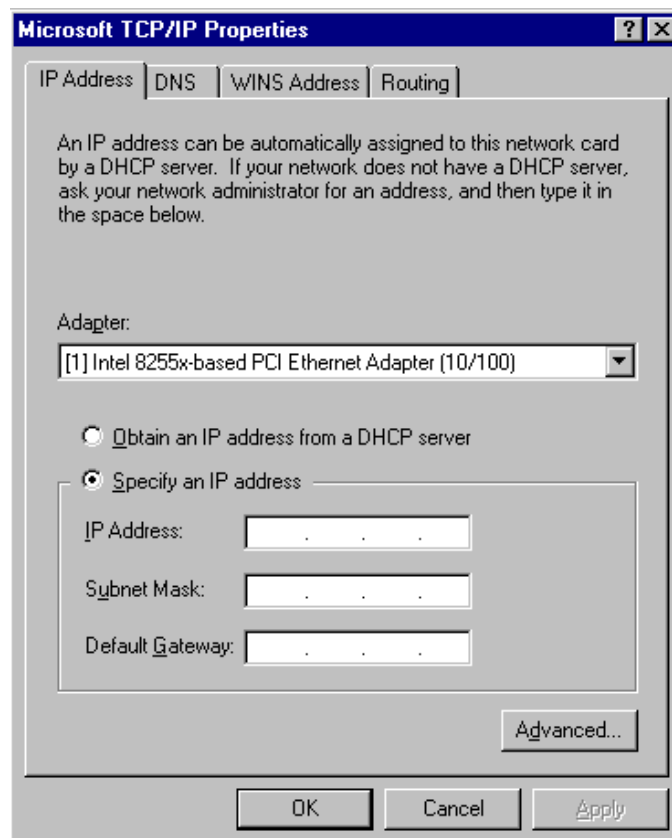 Microsoft TCP/IP Properties
IP Address DNS WINS Address Routing
An IP address can be automatically assigned to this network card
by a DHCP server. If your network does not have a DHCP server,
ask your network administrator for an address, and then type it in
the space below.
Adapter:
[1] Intel 8255x-based PCI Ethernet Adapter (10/100)
Obtain an IP address from a DHCP server
Specify an IP address
IP Address: . . .
Subnet Mask: . . .
Default Gateway: . . .
Advanced...
OK Cancel Apply